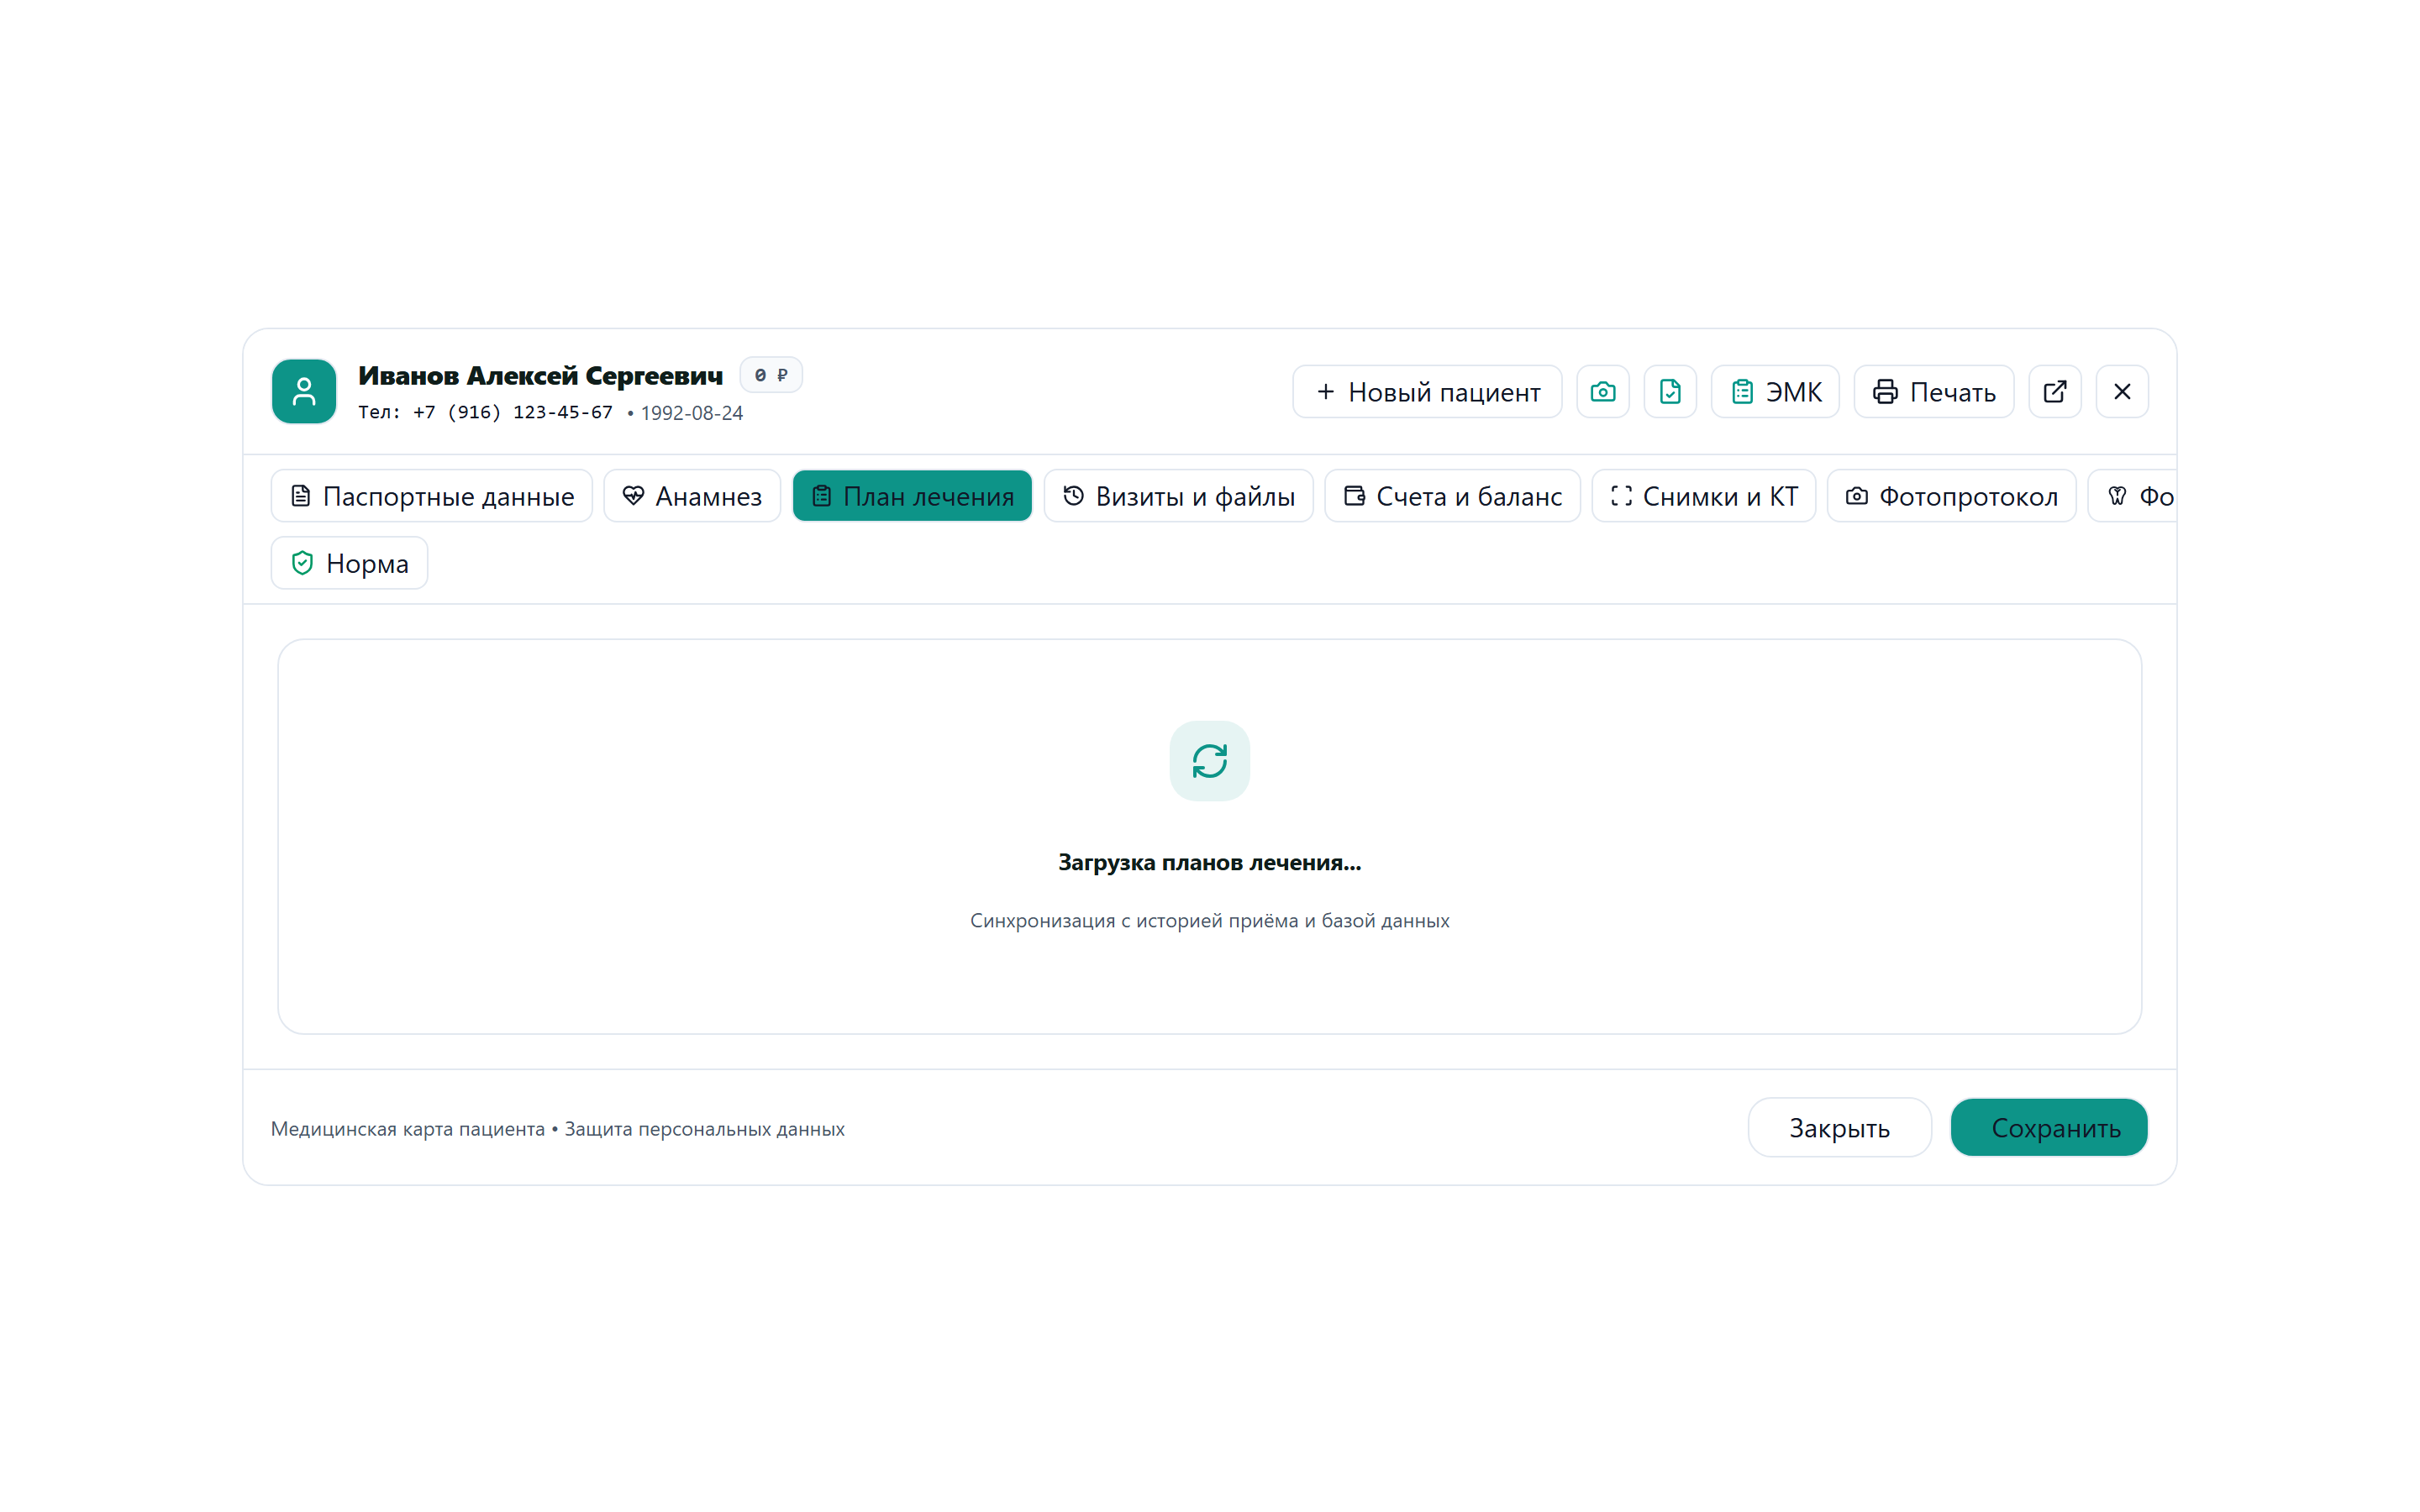 Иванов Алексей Сергеевич 0 ₽
Тел: +7 (916) 123-45-67 • 1992-08-24
Новый пациент ЭМК Печать
Паспортные данные Анамнез План лечения Визиты и файлы Счета и баланс Снимки и КТ Фотопротокол Фо
Норма
Загрузка планов лечения...
Синхронизация с историей приёма и базой данных
Медицинская карта пациента • Защита персональных данных
Закрыть Сохранить